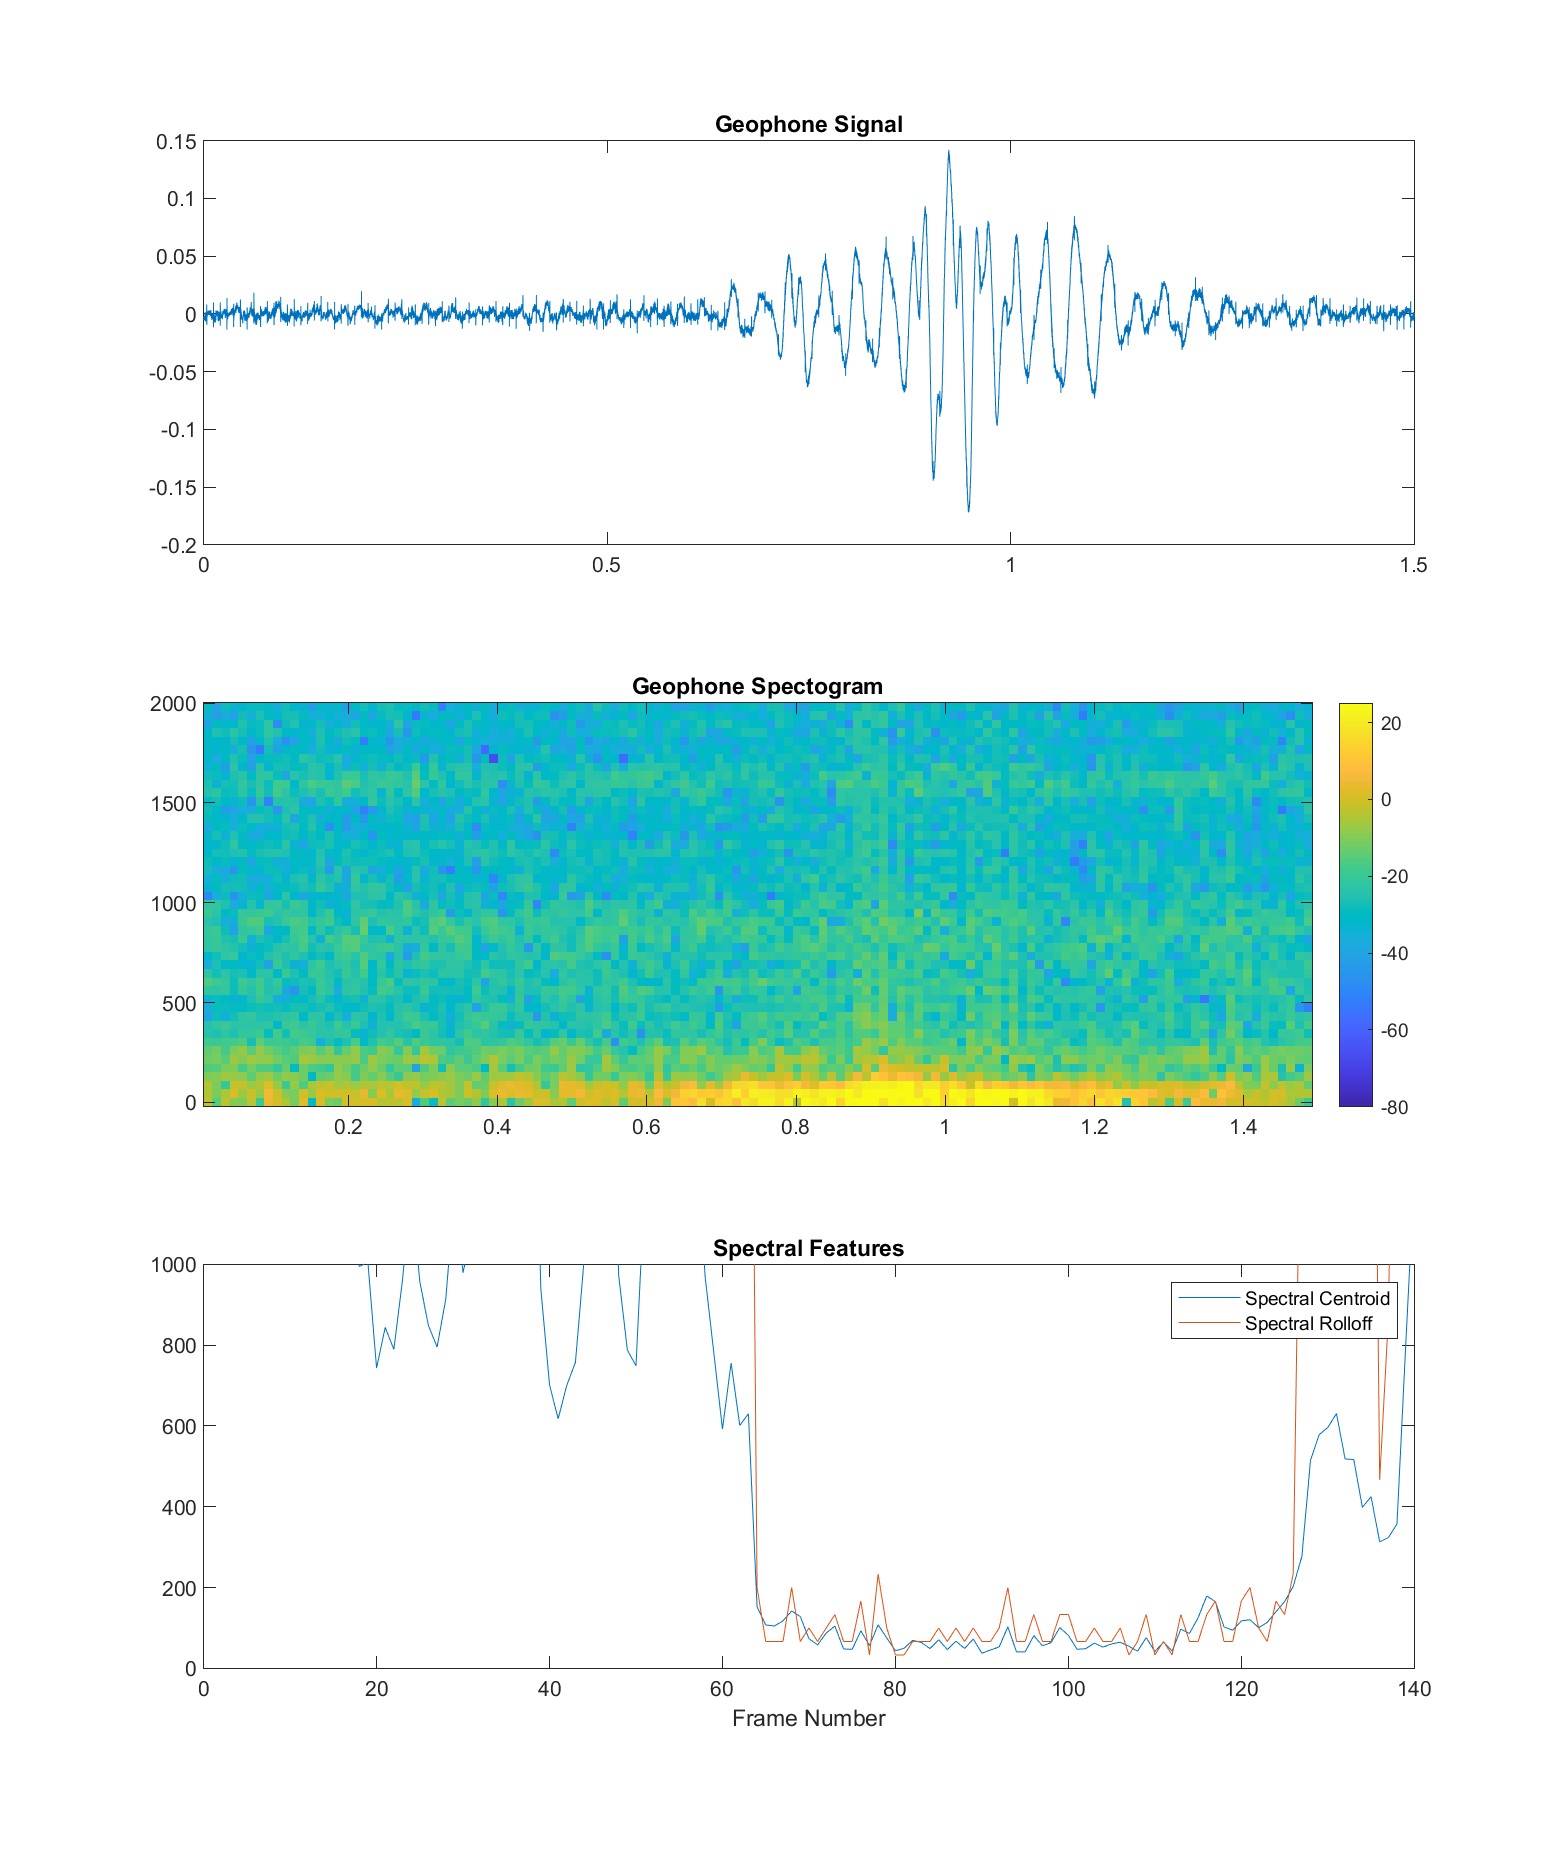 Geophone Signal
0.15
0.1
0.05
0
-0.05
-0.1
-0.15
-0.2
0 0.5 1 1.5
Geophone Spectogram
2000
1500
1000
500
0
0.2 0.4 0.6 0.8 1 1.2 1.4
20
0
-20
-40
-60
-80
Spectral Features
1000
800
600
400
200
0
Spectral Centroid
Spectral Rolloff
0 20 40 60 80 100 120 140
Frame Number